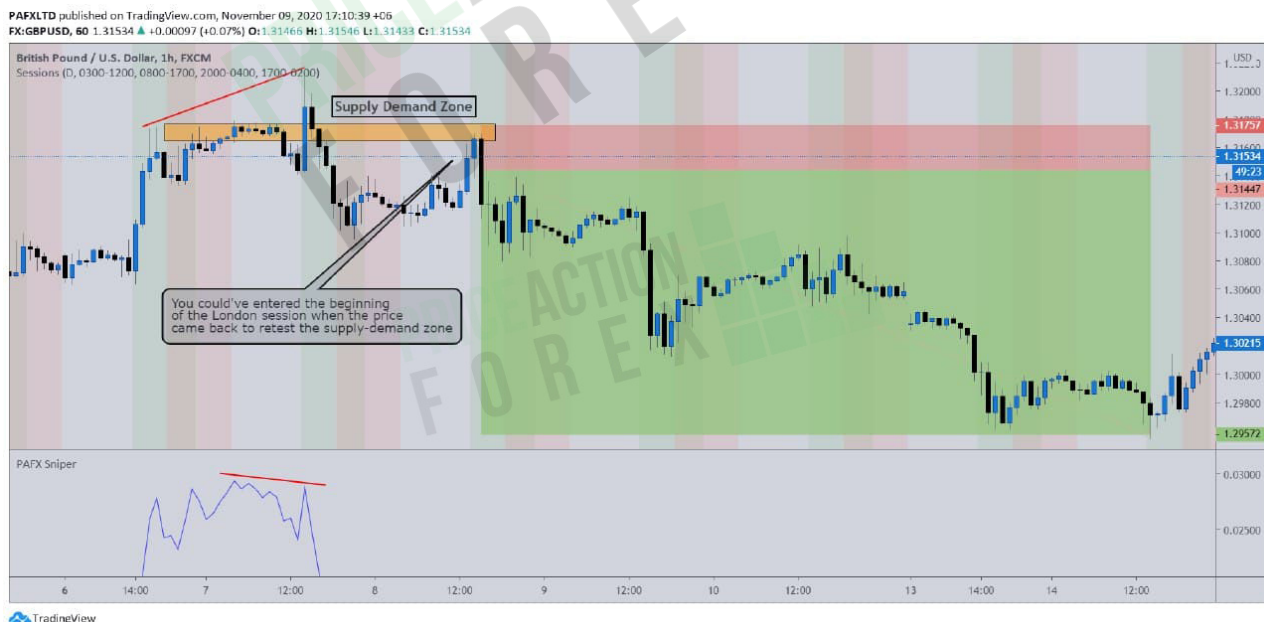 PAFXLTD published on TradingView.com, November 09, 2020 17:10:39 +06
FX:GBPUSD, 60 1.31534 ▲ +0.00097 (+0.07%) O:1.31466 H:1.31546 L:1.31433 C:1.31534
British Pound / U.S. Dollar, 1h, FXCM
Sessions (D, 0300-1200, 0800-1700, 2000-0400, 1700-0200)
USD
1.32000
Supply Demand Zone
1.31757
1.31600
1.31534
49:23
1.31447
1.31200
1.31000
1.30800
1.30600
1.30400
1.30215
1.30000
1.29800
1.29572
You could've entered the beginning
of the London session when the price
came back to retest the supply-demand zone
PRICE ACTION
FOREX
PAFX Sniper
0.03000
0.02500
6 14:00 7 12:00 8 12:00 9 12:00 10 12:00 13 14:00 14 12:00
TradingView